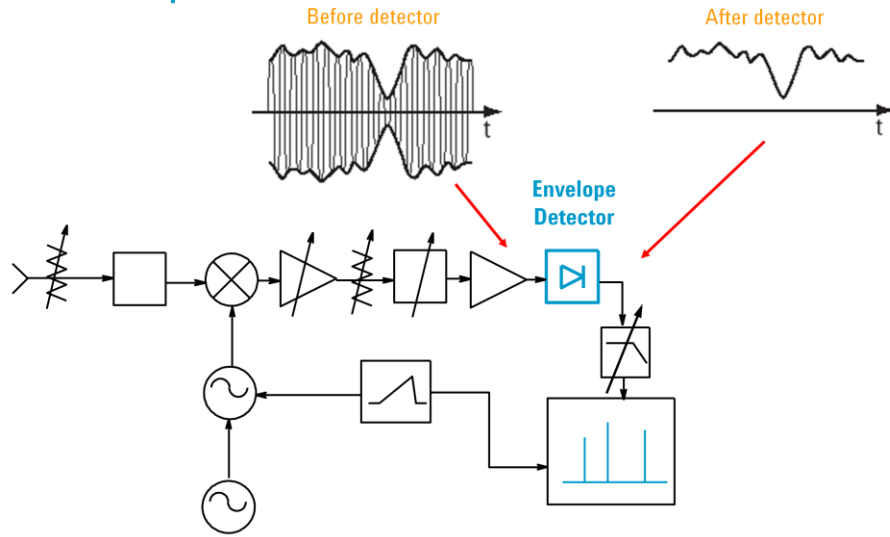 Before detector
After detector
t
t
Envelope
Detector